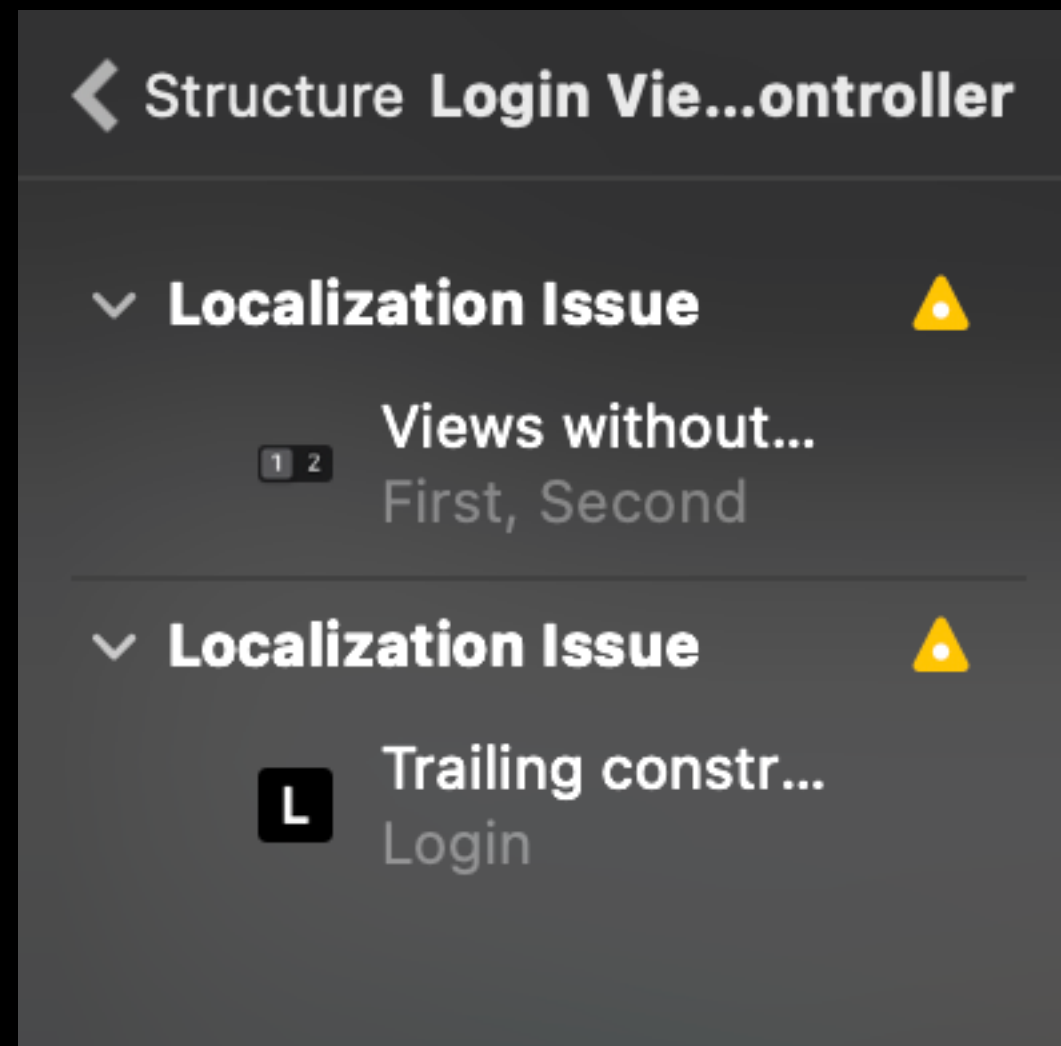 Structure Login Vie...ontroller
Localization Issue
1 2
Views without...
First, Second
Localization Issue
L
Trailing constr...
Login